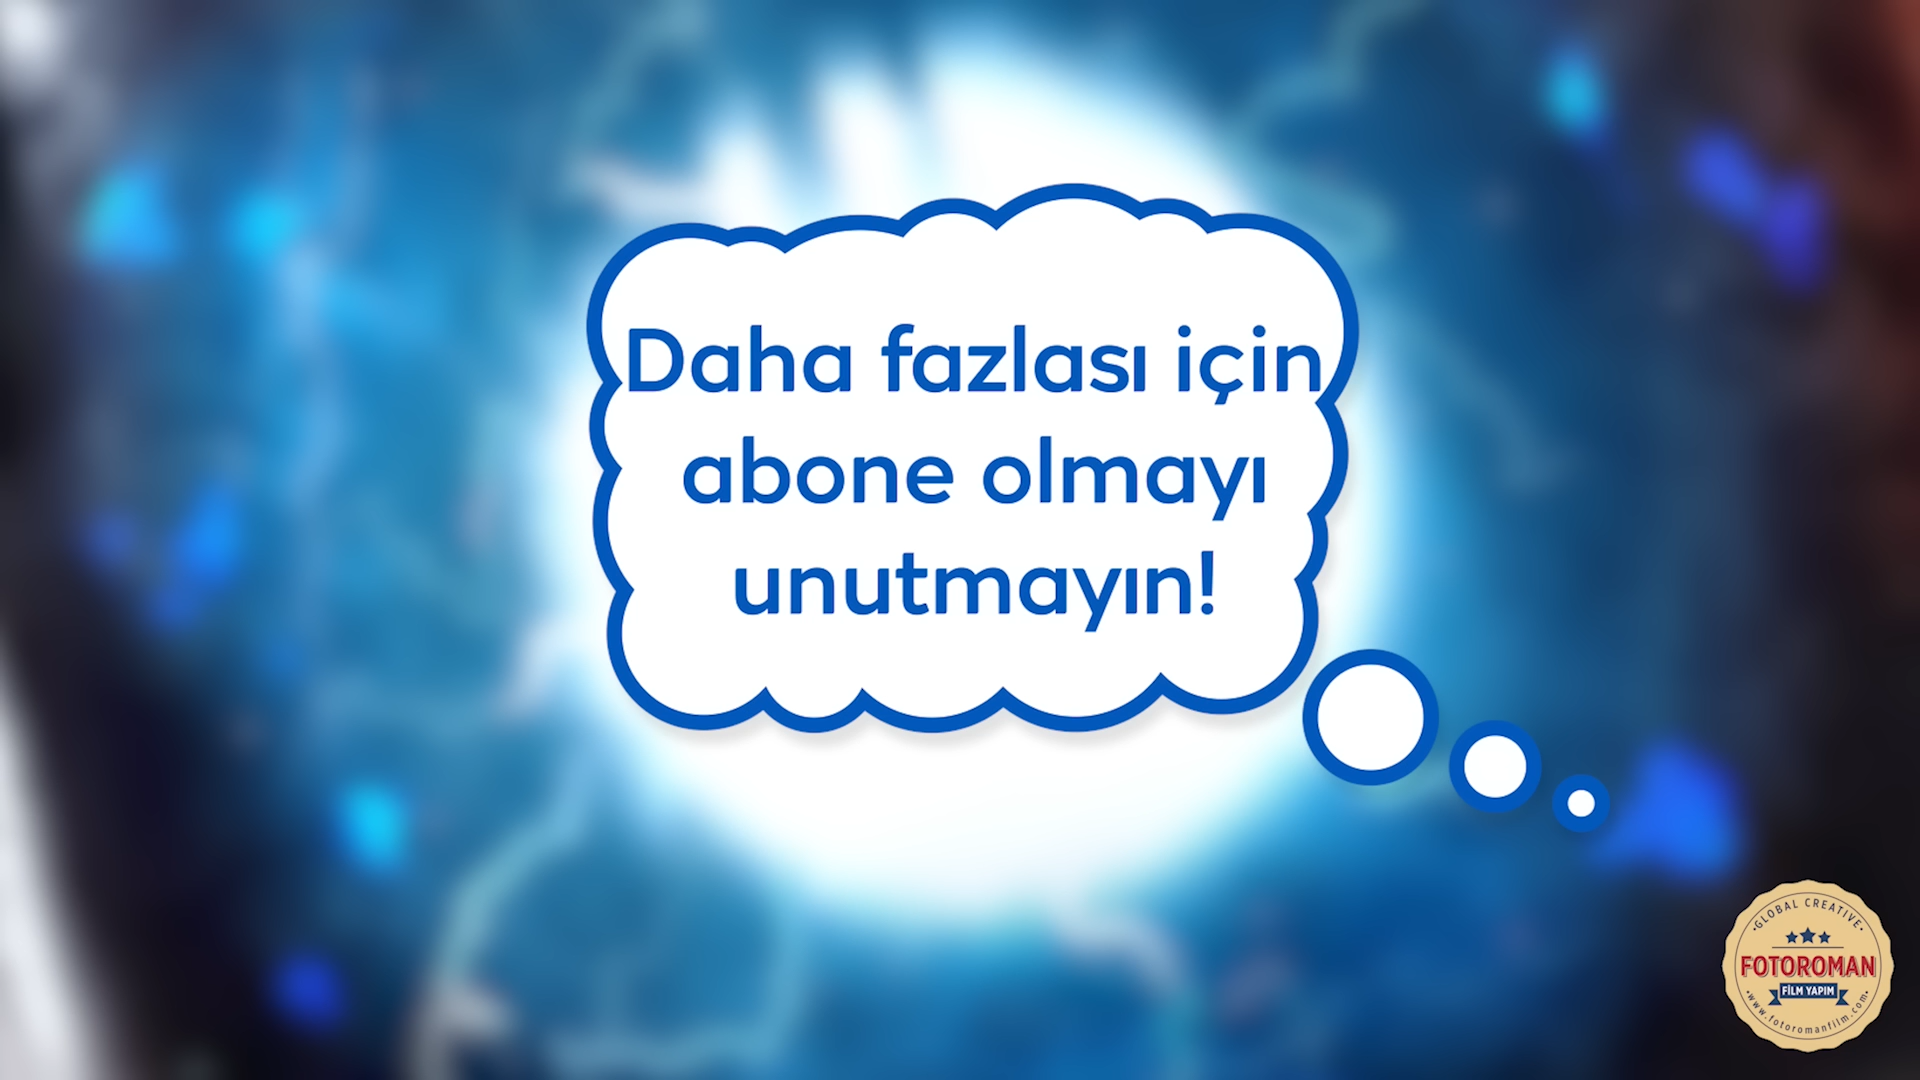 Daha fazlası için
abone olmayı
unutmayın!
•GLOBAL CREATIVE•
FOTOROMAN
FİLM YAPIM
•www.fotoromanfilm.com•